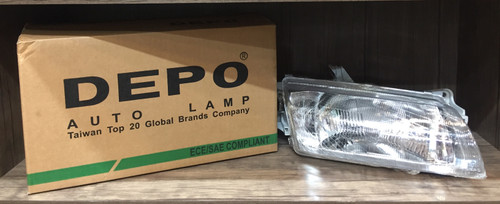 DEPO®
AUTO LAMP
Taiwan Top 20 Global Brands Company
ECE/SAE COMPLIANT